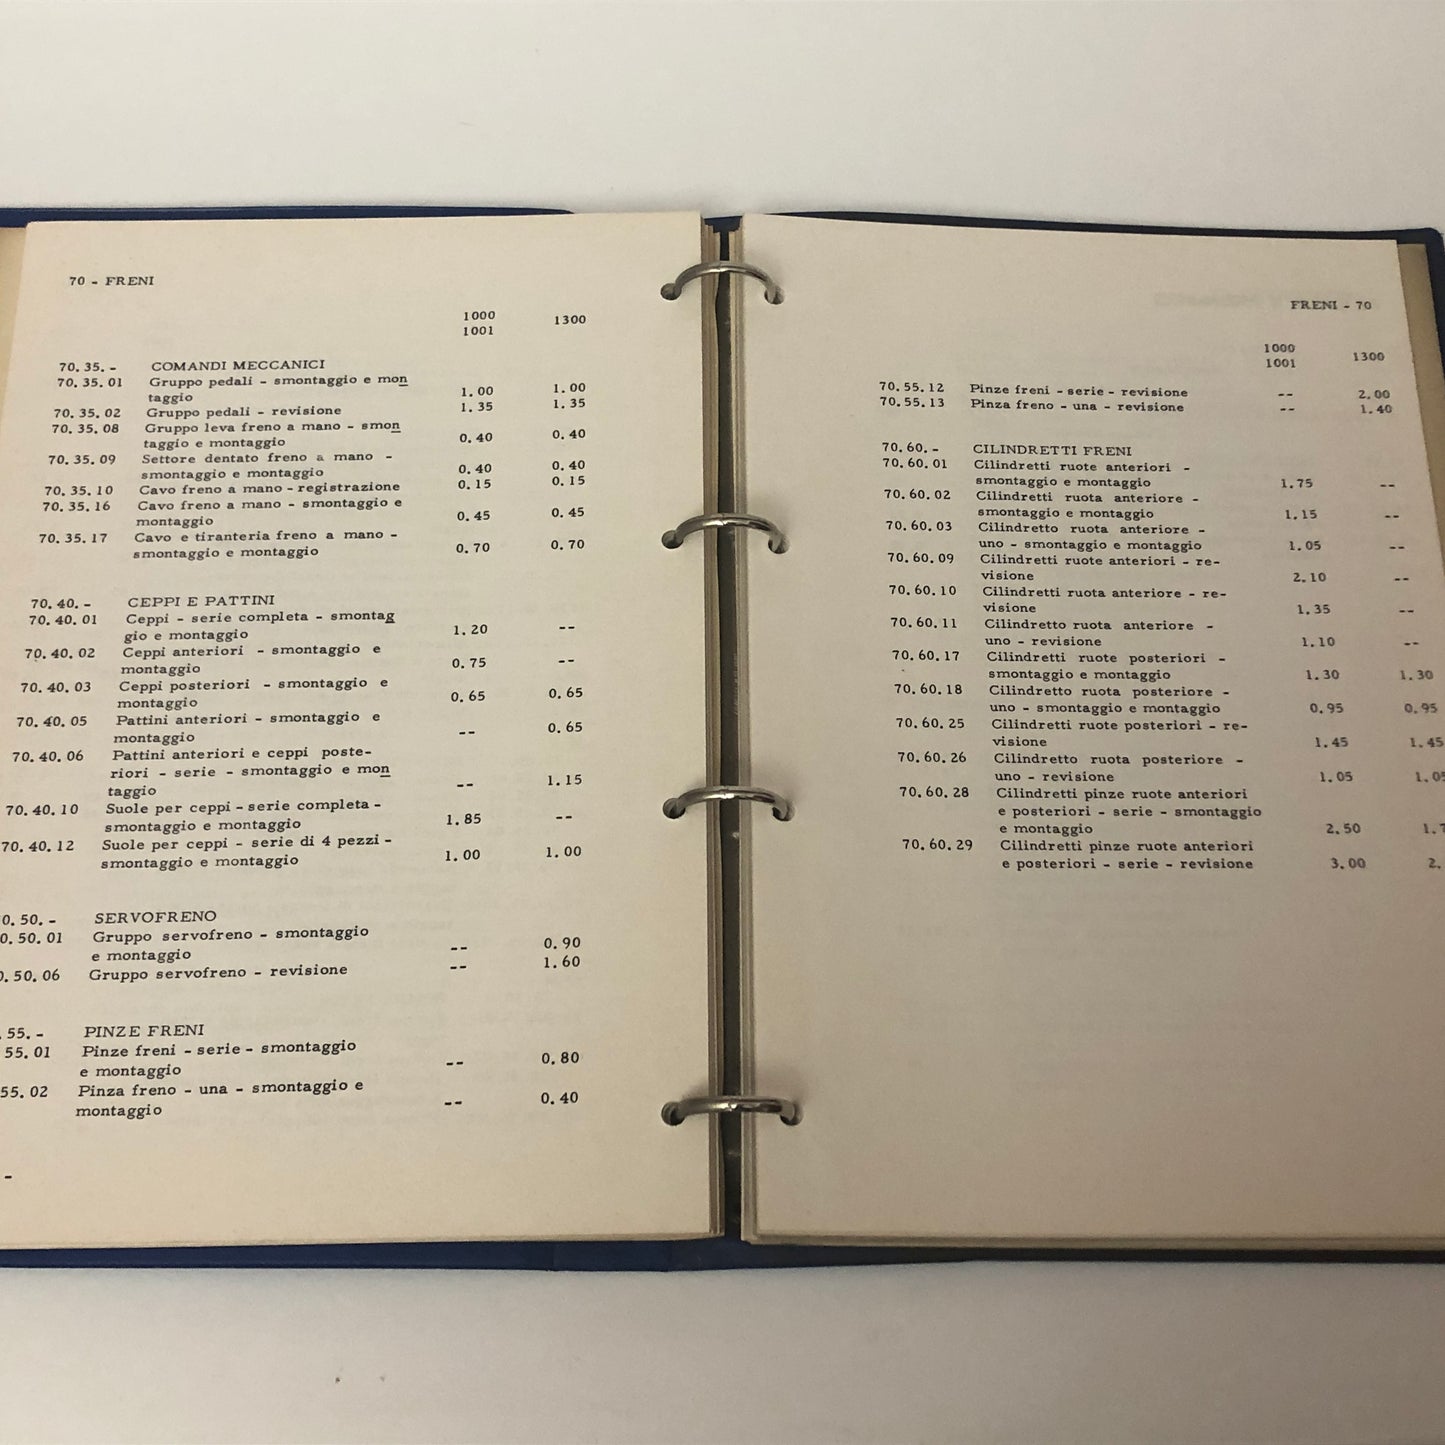 70 - FRENI
1000 1300
1001
70. 35. - COMANDI MECCANICI
70. 35. 01 Gruppo pedali - smontaggio e mon
taggio 1. 00 1. 00
70. 35. 02 Gruppo pedali - revisione 1. 35 1. 35
70. 35. 08 Gruppo leva freno a mano - smon
taggio e montaggio 0. 40 0. 40
70. 35. 09 Settore dentato freno a mano -
smontaggio e montaggio 0. 40 0. 40
70. 35. 10 Cavo freno a mano - registrazione 0. 15 0. 15
70. 35. 16 Cavo freno a mano - smontaggio e
montaggio 0. 45 0. 45
70. 35. 17 Cavo e tiranteria freno a mano -
smontaggio e montaggio 0. 70 0. 70
70. 40. - CEPPI E PATTINI
70. 40. 01 Ceppi - serie completa - smontag
gio e montaggio 1. 20 --
70. 40. 02 Ceppi anteriori - smontaggio e
montaggio 0. 75 --
70. 40. 03 Ceppi posteriori - smontaggio e
montaggio 0. 65 0. 65
70. 40. 05 Pattini anteriori - smontaggio e
montaggio -- 0. 65
70. 40. 06 Pattini anteriori e ceppi poste-
riori - serie - smontaggio e mon
taggio -- 1. 15
70. 40. 10 Suole per ceppi - serie completa -
smontaggio e montaggio 1. 85 --
70. 40. 12 Suole per ceppi - serie di 4 pezzi -
smontaggio e montaggio 1. 00 1. 00
0. 50. - SERVOFRENO
0. 50. 01 Gruppo servofreno - smontaggio
e montaggio -- 0. 90
0. 50. 06 Gruppo servofreno - revisione -- 1. 60
. 55. - PINZE FRENI
55. 01 Pinze freni - serie - smontaggio
e montaggio -- 0. 80
55. 02 Pinza freno - una - smontaggio e
montaggio -- 0. 40
-
FRENI - 70
1000 1300
1001
70. 55. 12 Pinze freni - serie - revisione -- 2. 00
70. 55. 13 Pinza freno - una - revisione -- 1. 40
70. 60. - CILINDRETTI FRENI
70. 60. 01 Cilindretti ruote anteriori -
smontaggio e montaggio 1. 75 --
70. 60. 02 Cilindretti ruota anteriore -
smontaggio e montaggio 1. 15 --
70. 60. 03 Cilindretto ruota anteriore -
uno - smontaggio e montaggio 1. 05 --
70. 60. 09 Cilindretti ruote anteriori - re-
visione 2. 10 --
70. 60. 10 Cilindretti ruota anteriore - re-
visione 1. 35 --
70. 60. 11 Cilindretto ruota anteriore -
uno - revisione 1. 10 --
70. 60. 17 Cilindretti ruote posteriori -
smontaggio e montaggio 1. 30 1. 30
70. 60. 18 Cilindretto ruota posteriore -
uno - smontaggio e montaggio 0. 95 0. 95
70. 60. 25 Cilindretti ruote posteriori - re-
visione 1. 45 1. 45
70. 60. 26 Cilindretto ruota posteriore -
uno - revisione 1. 05 1. 05
70. 60. 28 Cilindretti pinze ruote anteriori
e posteriori - serie - smontaggio
e montaggio 2. 50 1. 7
70. 60. 29 Cilindretti pinze ruote anteriori
e posteriori - serie - revisione 3. 00 2.